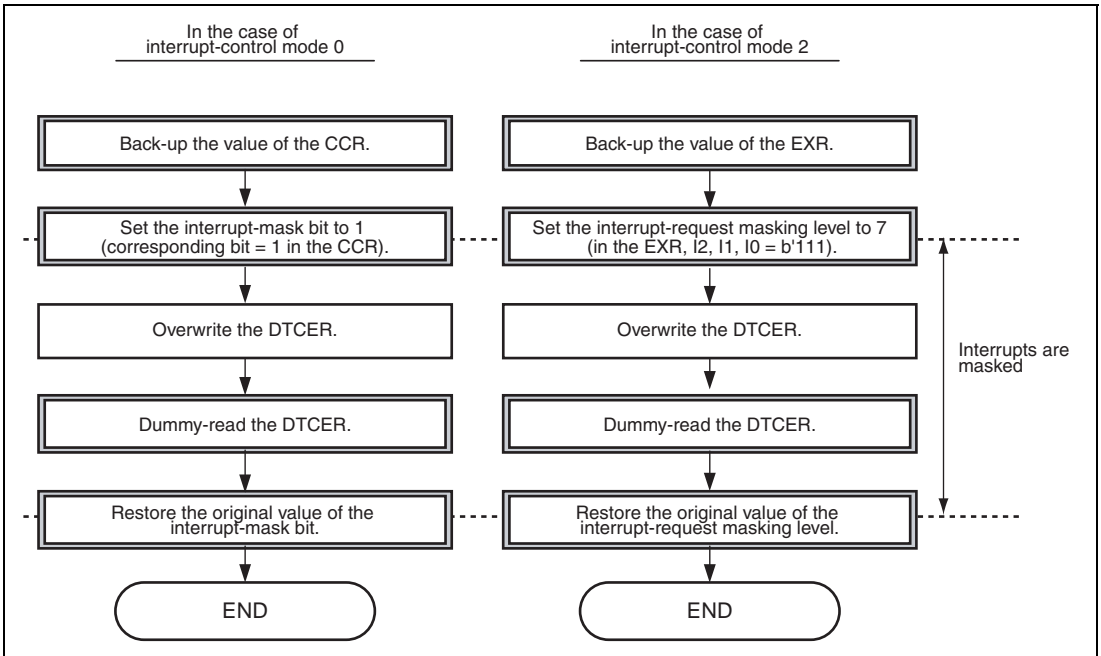 In the case of
interrupt-control mode 0
Back-up the value of the CCR.
Set the interrupt-mask bit to 1
(corresponding bit = 1 in the CCR).
Overwrite the DTCER.
Dummy-read the DTCER.
Restore the original value of the
interrupt-mask bit.
END
In the case of
interrupt-control mode 2
Back-up the value of the EXR.
Set the interrupt-request masking level to 7
(in the EXR, I2, I1, I0 = b'111).
Overwrite the DTCER.
Dummy-read the DTCER.
Restore the original value of the
interrupt-request masking level.
END
Interrupts are
masked